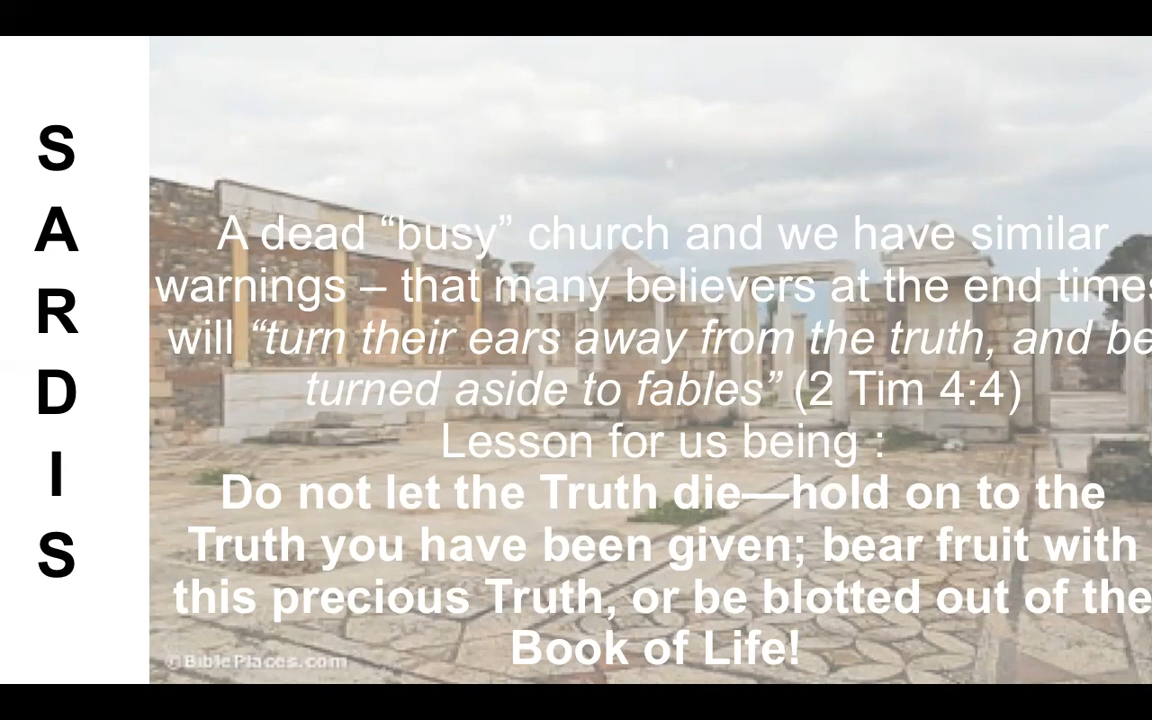 SARDIS
A dead “busy” church and we have similar
warnings – that many believers at the end times
will “turn their ears away from the truth, and be
turned aside to fables” (2 Tim 4:4)
Lesson for us being :
Do not let the Truth die—hold on to the
Truth you have been given; bear fruit with
this precious Truth, or be blotted out of the
Book of Life!
©BiblePlaces.com